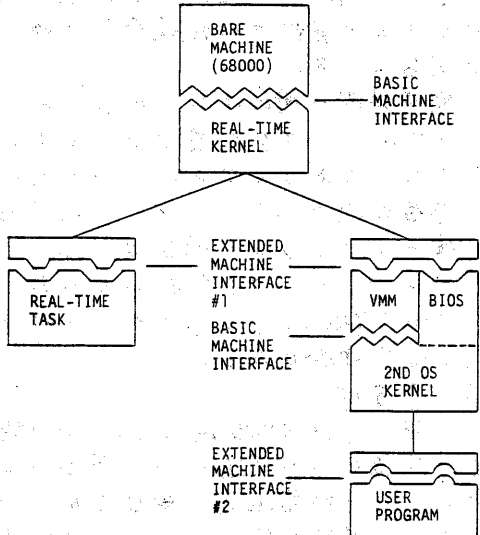 BARE
MACHINE
(68000)
BASIC
MACHINE
INTERFACE
REAL-TIME
KERNEL
EXTENDED
MACHINE
INTERFACE
#1
REAL-TIME
TASK
VMM
BIOS
BASIC
MACHINE
INTERFACE
2ND OS
KERNEL
EXTENDED
MACHINE
INTERFACE
#2
USER
PROGRAM